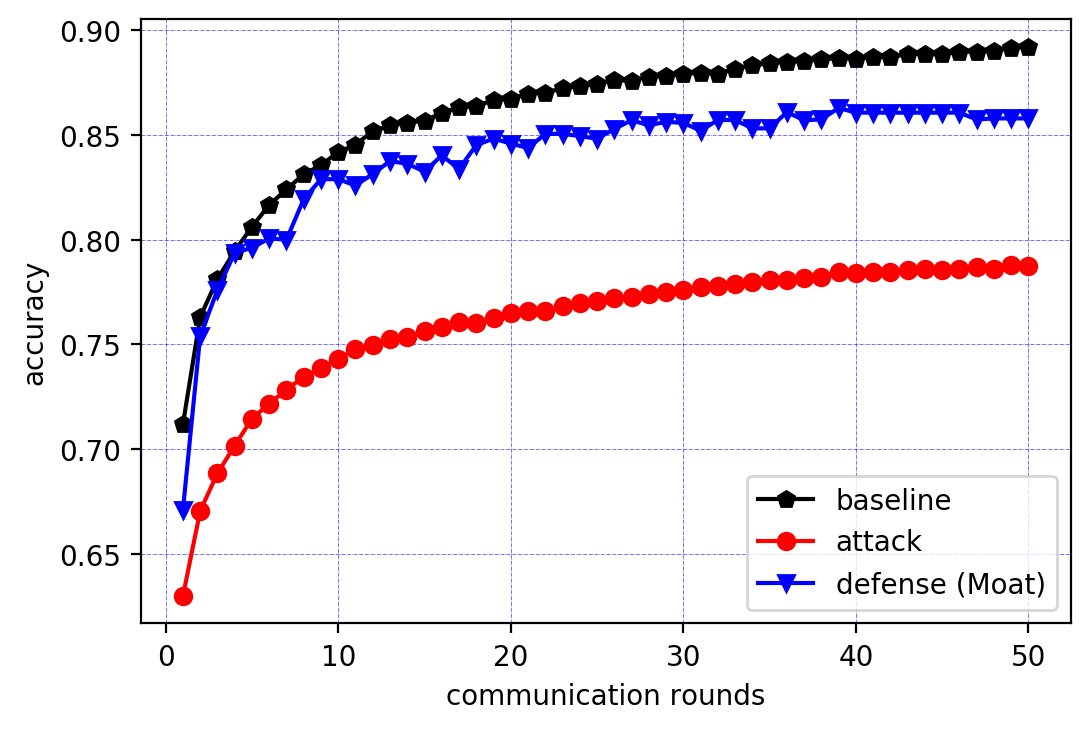 0.90
0.85
0.80
0.75
0.70
0.65
accuracy
baseline
attack
defense (Moat)
0 10 20 30 40 50
communication rounds